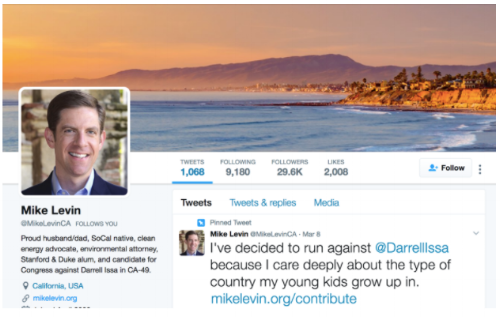 TWEETS FOLLOWING FOLLOWERS LIKES
1,068 9,180 29.6K 2,008
Follow
Mike Levin
@MikeLevinCA FOLLOWS YOU
Proud husband/dad, SoCal native, clean
energy advocate, environmental attorney,
Stanford & Duke alum, and candidate for
Congress against Darrell Issa in CA-49.
California, USA
mikelevin.org
Tweets Tweets & replies Media
Pinned Tweet
Mike Levin @MikeLevinCA · Mar 8
I've decided to run against @DarrellIssa
because I care deeply about the type of
country my young kids grow up in.
mikelevin.org/contribute